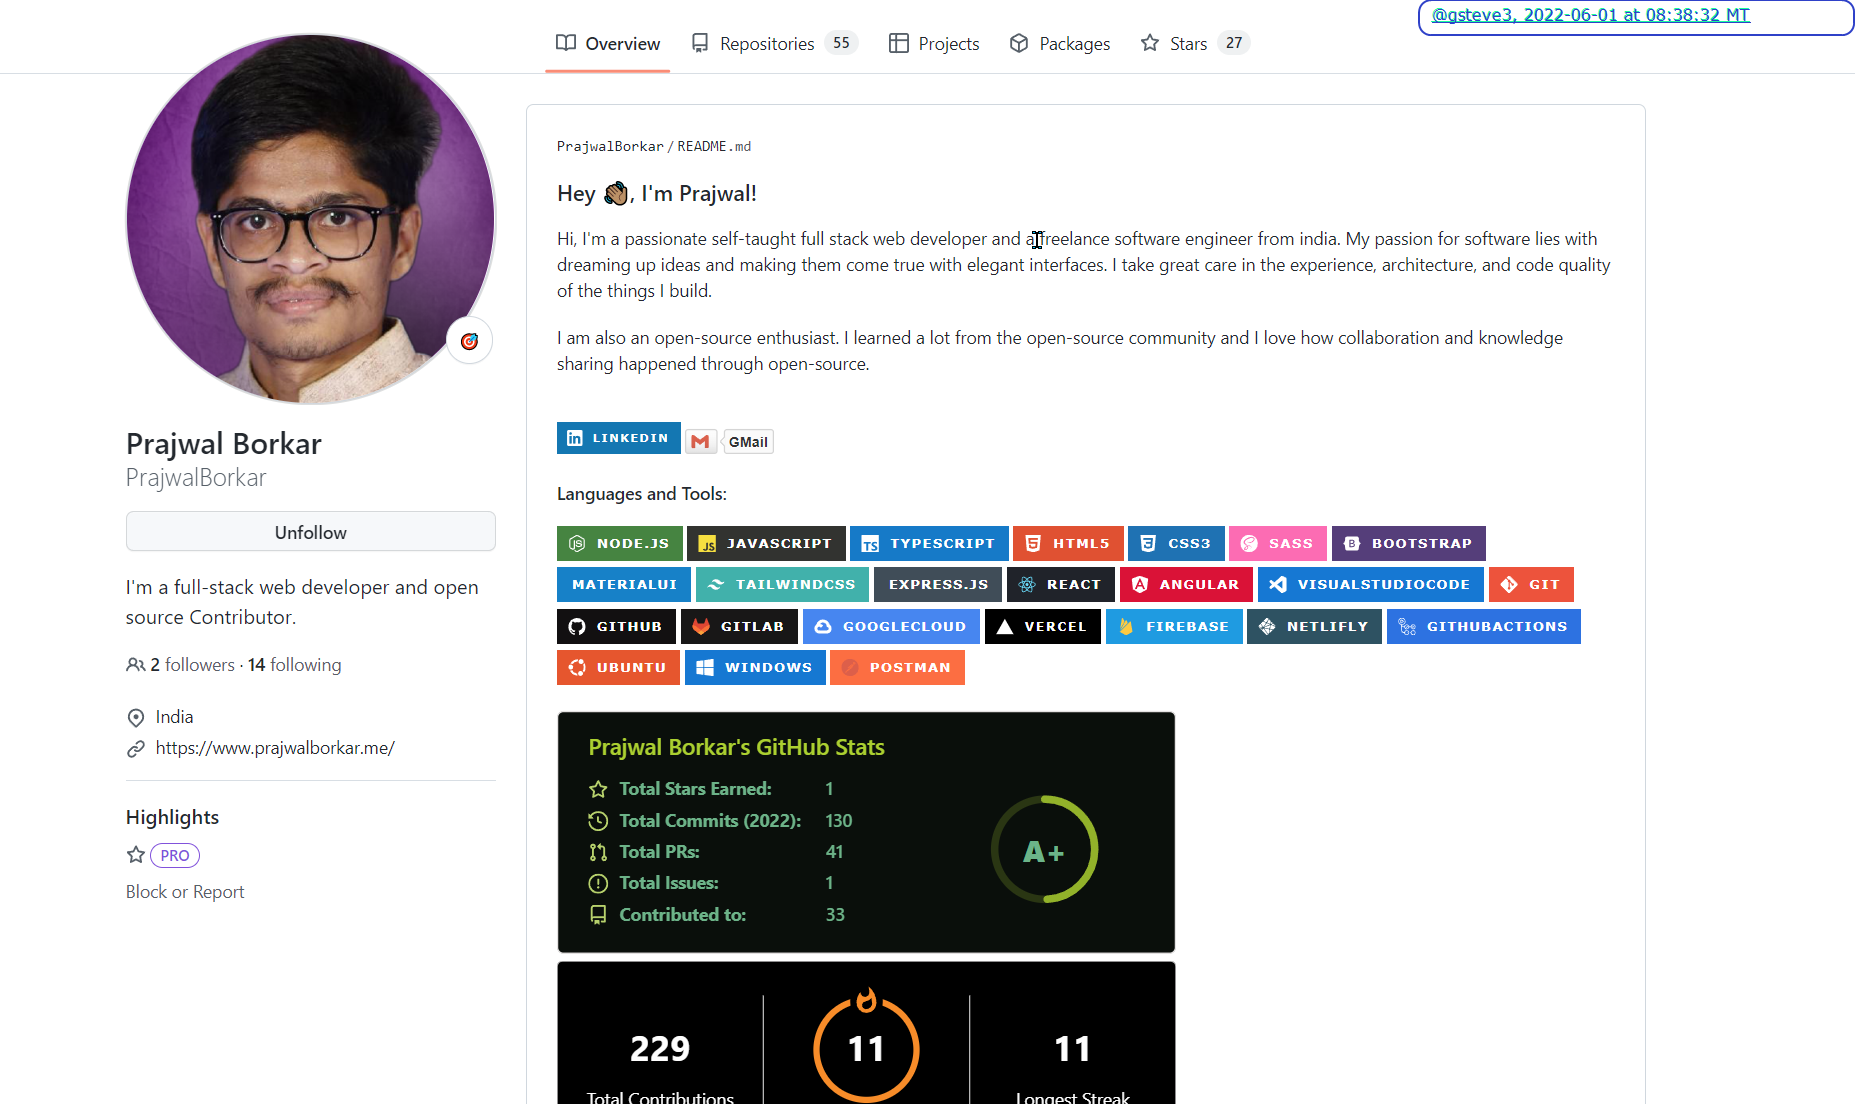 @gsteve3, 2022-06-01 at 08:38:32 MT
Overview Repositories 55 Projects Packages Stars 27
Prajwal Borkar
PrajwalBorkar
Unfollow
I'm a full-stack web developer and open
source Contributor.
2 followers · 14 following
India
https://www.prajwalborkar.me/
Highlights
PRO
Block or Report
PrajwalBorkar / README.md
Hey 👋🏽, I'm Prajwal!
Hi, I'm a passionate self-taught full stack web developer and a freelance software engineer from india. My passion for software lies with
dreaming up ideas and making them come true with elegant interfaces. I take great care in the experience, architecture, and code quality
of the things I build.
I am also an open-source enthusiast. I learned a lot from the open-source community and I love how collaboration and knowledge
sharing happened through open-source.
LINKEDIN GMail
Languages and Tools:
NODE.JS JS JAVASCRIPT TS TYPESCRIPT HTML5 CSS3 SASS B BOOTSTRAP
MATERIALUI TAILWINDCSS EXPRESS.JS REACT ANGULAR VISUALSTUDIOCODE GIT
GITHUB GITLAB GOOGLECLOUD VERCEL FIREBASE NETLIFLY GITHUBACTIONS
UBUNTU WINDOWS POSTMAN
Prajwal Borkar's GitHub Stats
Total Stars Earned: 1
Total Commits (2022): 130
Total PRs: 41
Total Issues: 1
Contributed to: 33
A+
229 11 11
Total Contributions Longest Streak